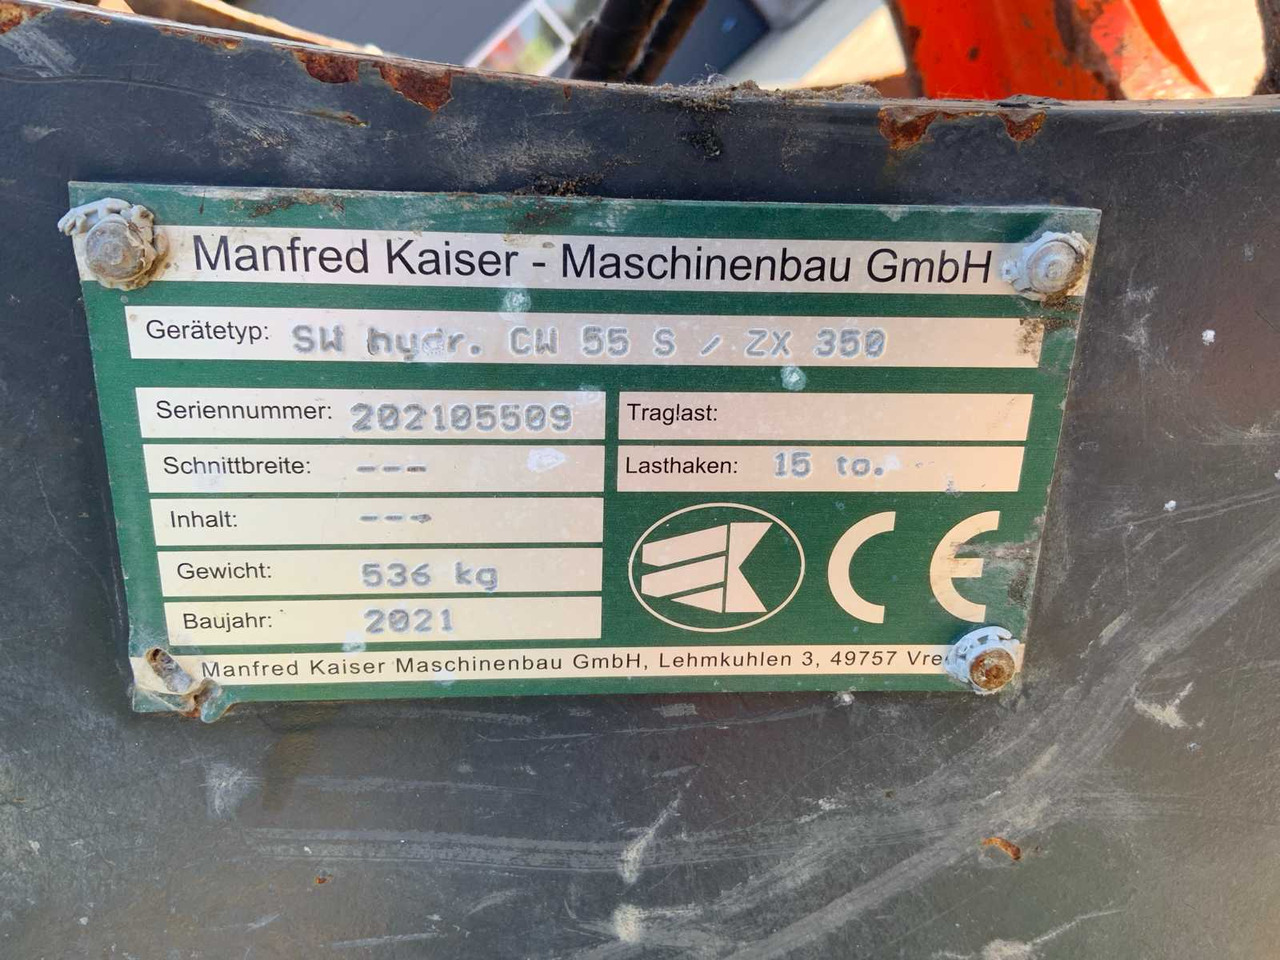 Manfred Kaiser - Maschinenbau GmbH
Gerätetyp: SW hydr. CW 55 S / ZX 350
Seriennummer: 202105509
Traglast:
Schnittbreite: ---
Lasthaken: 15 to.
Inhalt: ---
Gewicht: 536 kg
Baujahr: 2021
CE
Manfred Kaiser Maschinenbau GmbH, Lehmkuhlen 3, 49757